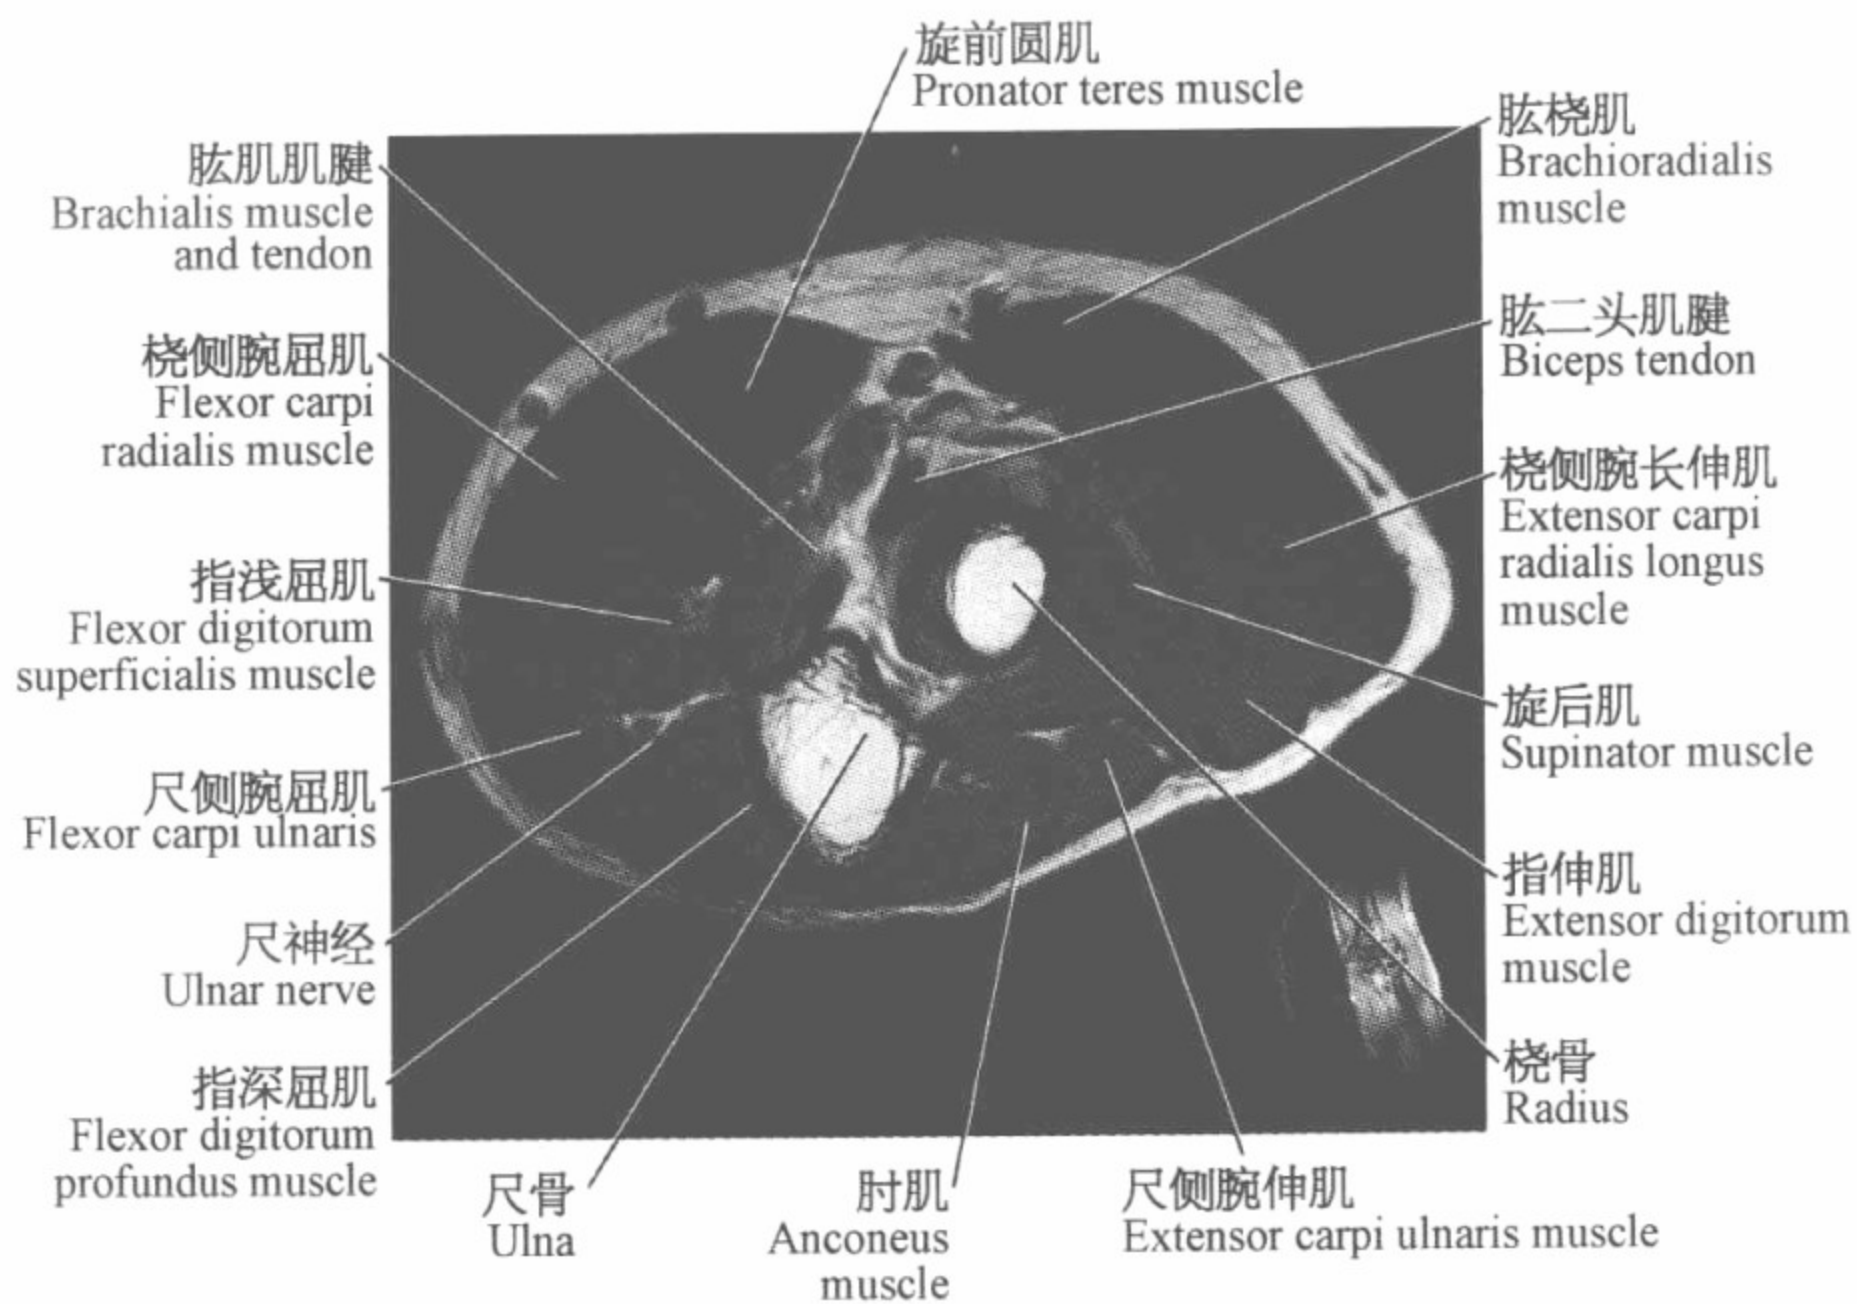 旋前圆肌
Pronator teres muscle
肱肌肌腱
Brachialis muscle
and tendon
桡侧腕屈肌
Flexor carpi
radialis muscle
指浅屈肌
Flexor digitorum
superficialis muscle
尺侧腕屈肌
Flexor carpi ulnaris
尺神经
Ulnar nerve
指深屈肌
Flexor digitorum
profundus muscle
尺骨
Ulna
肘肌
Anconeus
muscle
尺侧腕伸肌
Extensor carpi ulnaris muscle
肱桡肌
Brachioradialis
muscle
肱二头肌腱
Biceps tendon
桡侧腕长伸肌
Extensor carpi
radialis longus
muscle
旋后肌
Supinator muscle
指伸肌
Extensor digitorum
muscle
桡骨
Radius